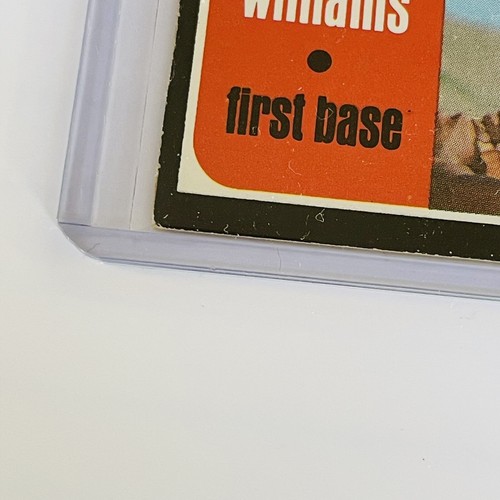 williams
•
first base